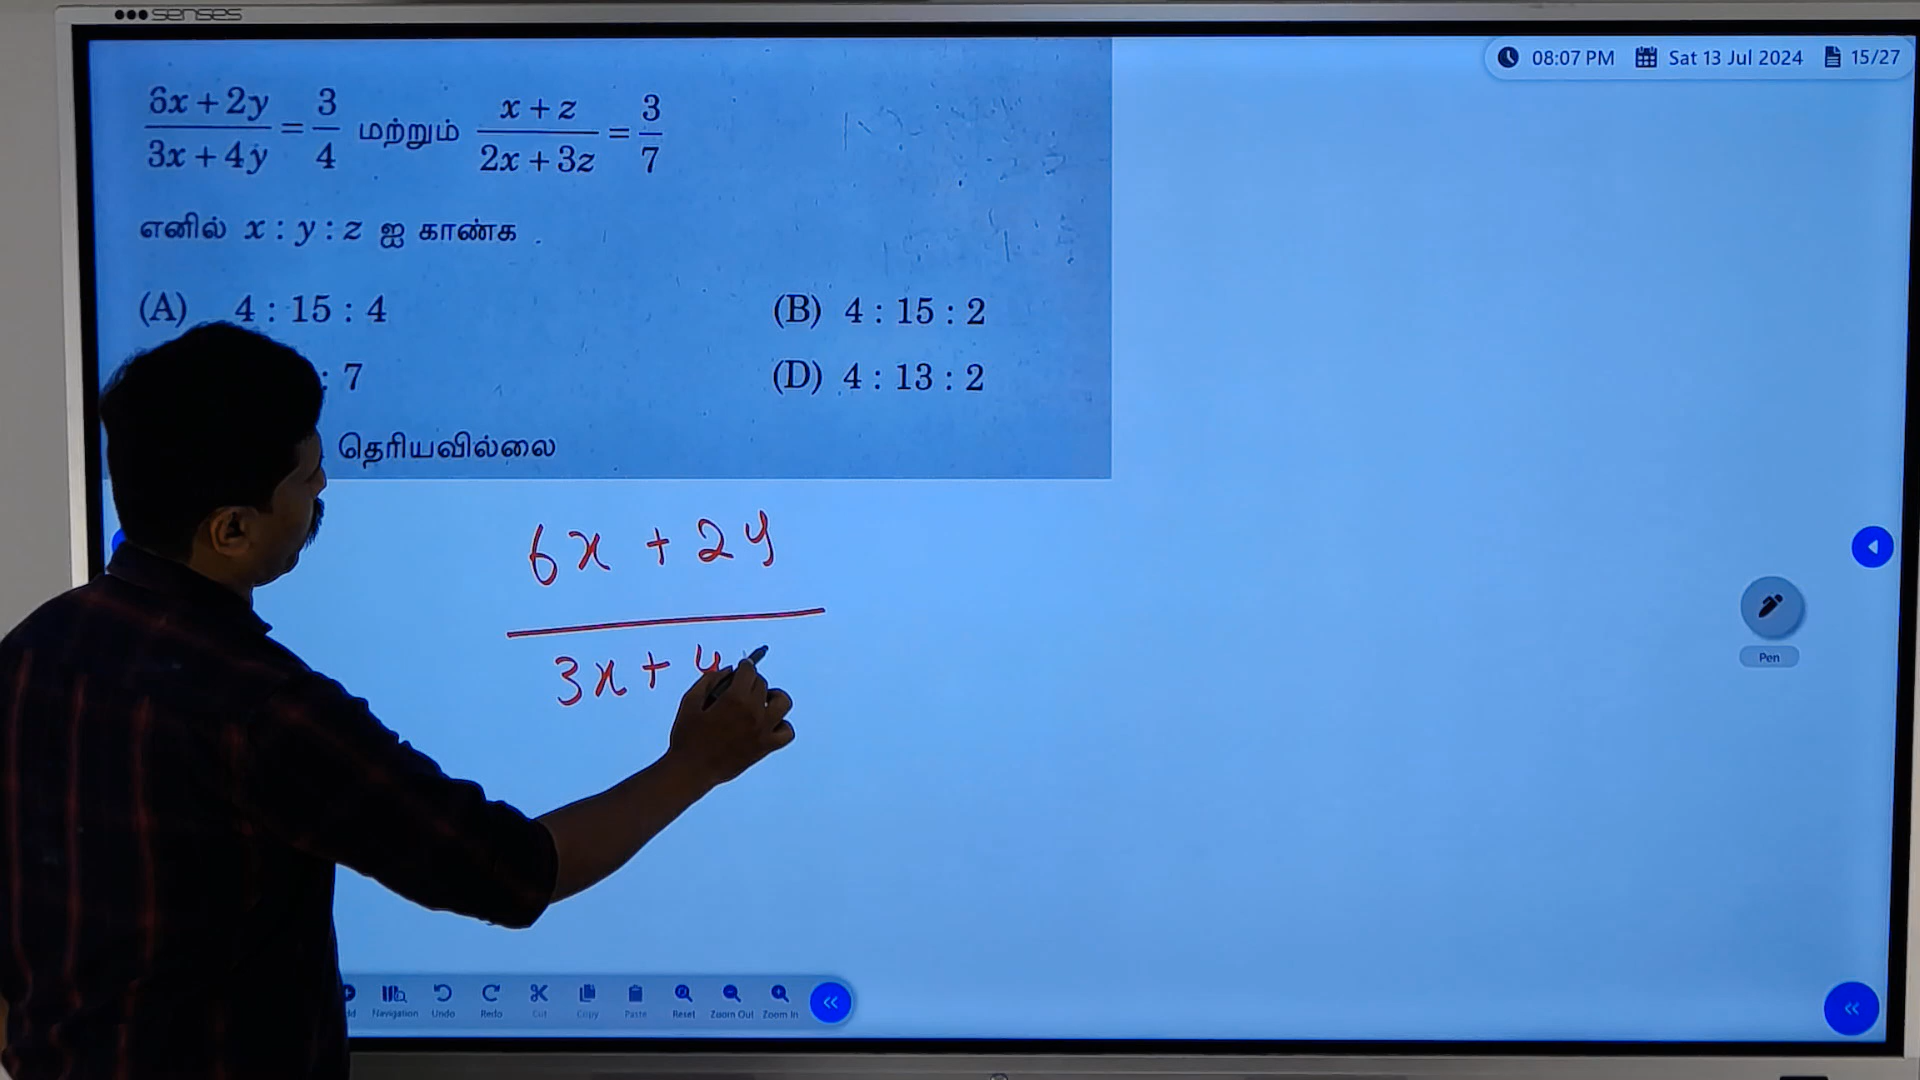 senses
08:07 PM Sat 13 Jul 2024 15/27
6x + 2y / 3x + 4y = 3 / 4 மற்றும் x + z / 2x + 3z = 3 / 7
எனில் x : y : z ஐ காண்க
(A) 4 : 15 : 4 (B) 4 : 15 : 2
: 7 (D) 4 : 13 : 2
தெரியவில்லை
6x + 2y
3x + 4
Pen
Navigation Undo Redo Cut Copy Paste Reset Zoom Out Zoom In